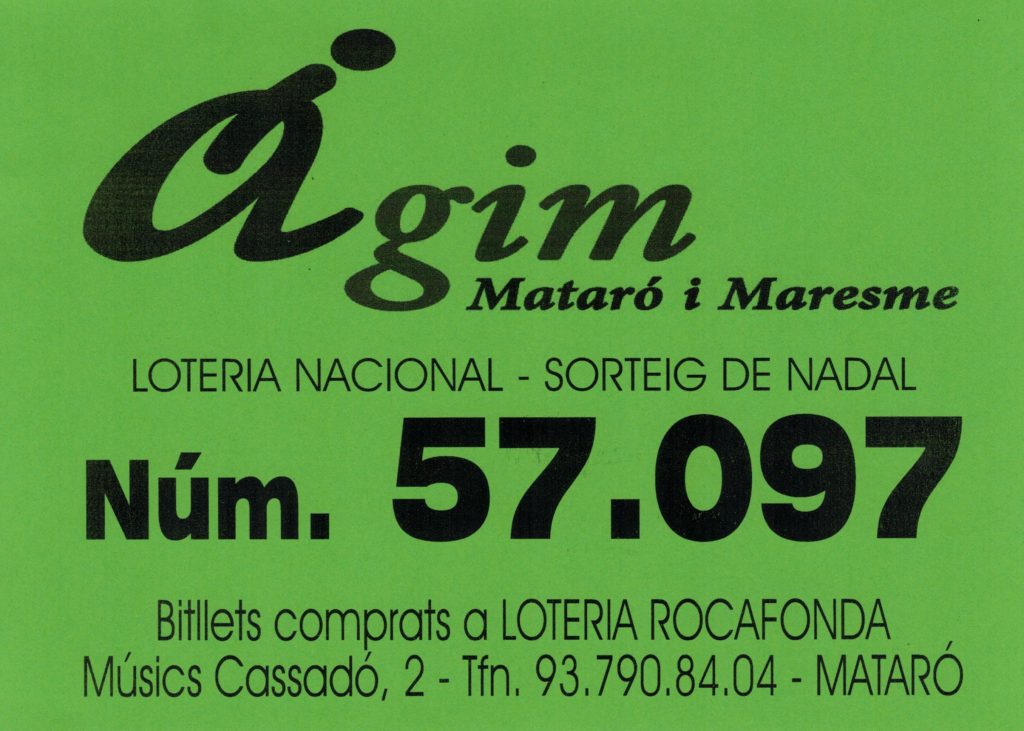 Àgim
Mataró i Maresme
LOTERIA NACIONAL - SORTEIG DE NADAL
Núm. 57.097
Bitllets comprats a LOTERIA ROCAFONDA
Músics Cassadó, 2 - Tfn. 93.790.84.04 - MATARÓ